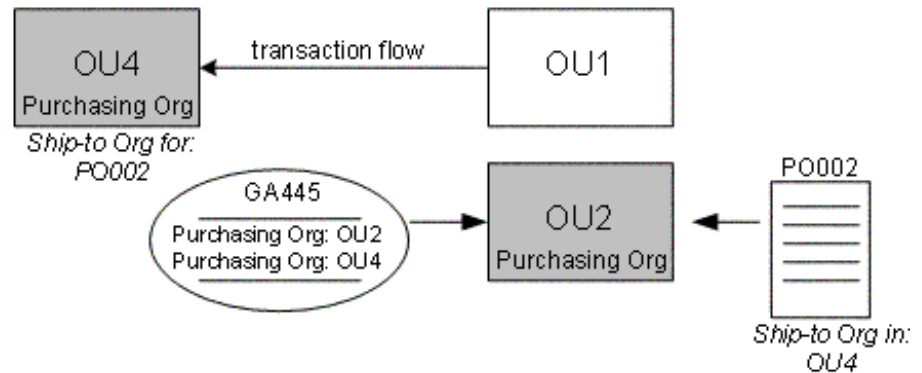 OU4
Purchasing Org
Ship-to Org for:
PO002
transaction flow
OU1
GA445
Purchasing Org: OU2
Purchasing Org: OU4
OU2
Purchasing Org
PO002
Ship-to Org in:
OU4